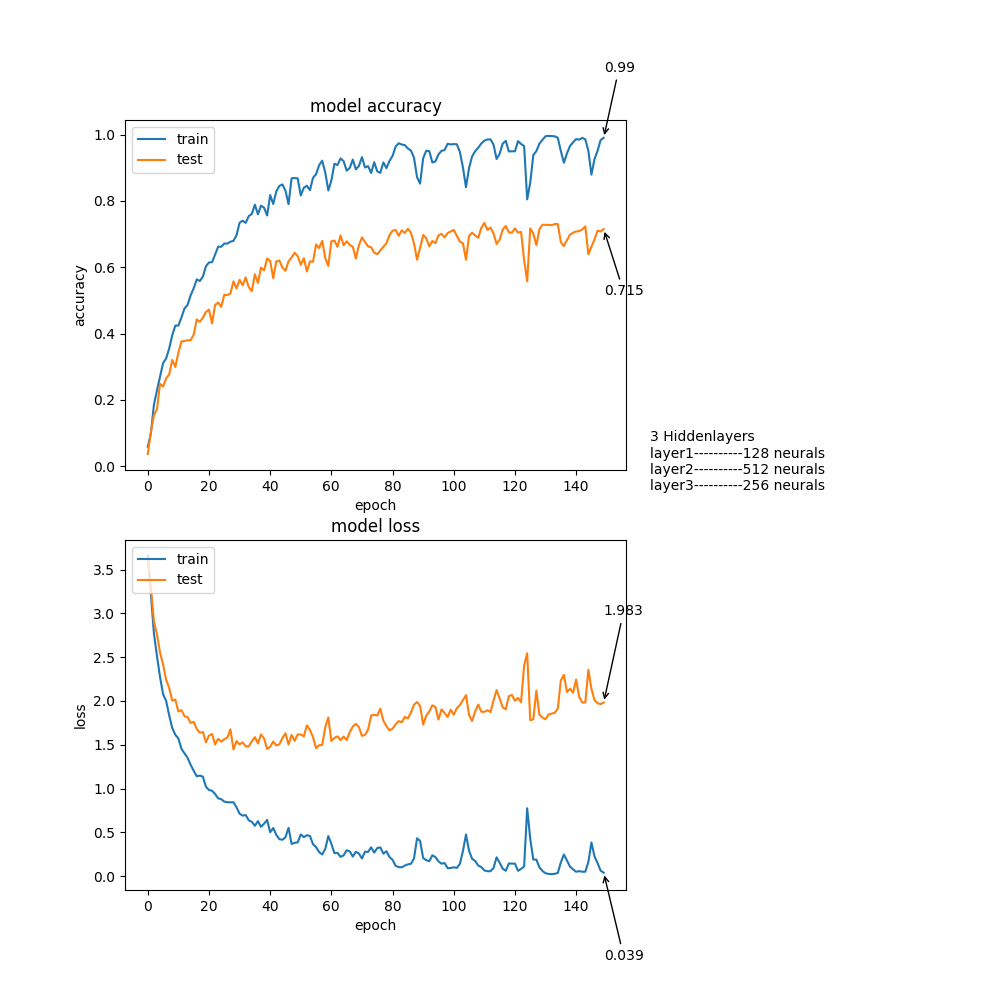 0.99
model accuracy
1.0
0.8
0.6
0.4
0.2
0.0
accuracy
train
test
0.715
0 20 40 60 80 100 120 140
epoch
3 Hiddenlayers
layer1----------128 neurals
layer2----------512 neurals
layer3----------256 neurals
model loss
3.5
3.0
2.5
2.0
1.5
1.0
0.5
0.0
loss
train
test
1.983
0 20 40 60 80 100 120 140
epoch
0.039